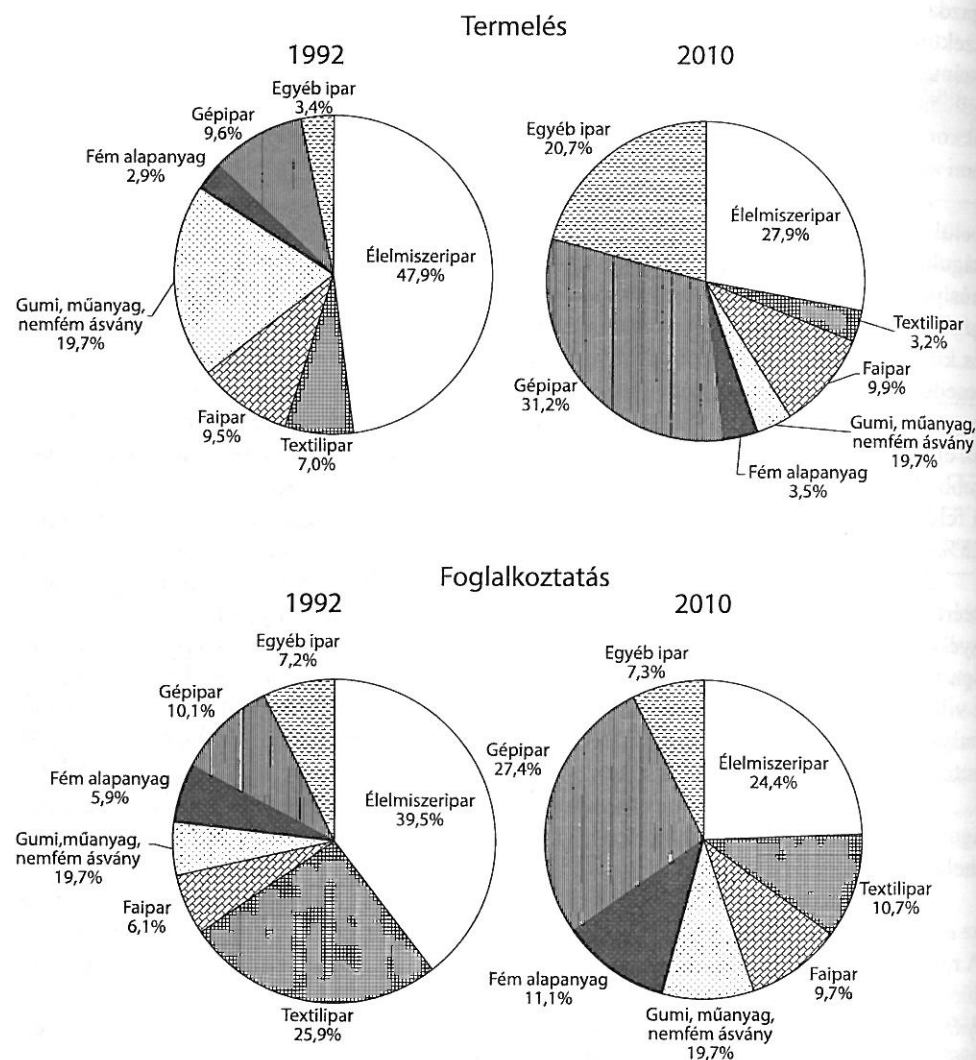 Termelés
1992
Egyéb ipar
3,4%
Gépipar
9,6%
Fém alapanyag
2,9%
Gumi, műanyag,
nemfém ásvány
19,7%
Faipar
9,5%
Textilipar
7,0%
Élelmiszeripar
47,9%
2010
Egyéb ipar
20,7%
Élelmiszeripar
27,9%
Textilipar
3,2%
Faipar
9,9%
Gumi, műanyag,
nemfém ásvány
19,7%
Fém alapanyag
3,5%
Gépipar
31,2%
Foglalkoztatás
1992
Egyéb ipar
7,2%
Gépipar
10,1%
Fém alapanyag
5,9%
Gumi,műanyag,
nemfém ásvány
19,7%
Faipar
6,1%
Textilipar
25,9%
Élelmiszeripar
39,5%
2010
Egyéb ipar
7,3%
Gépipar
27,4%
Élelmiszeripar
24,4%
Textilipar
10,7%
Faipar
9,7%
Gumi, műanyag,
nemfém ásvány
19,7%
Fém alapanyag
11,1%